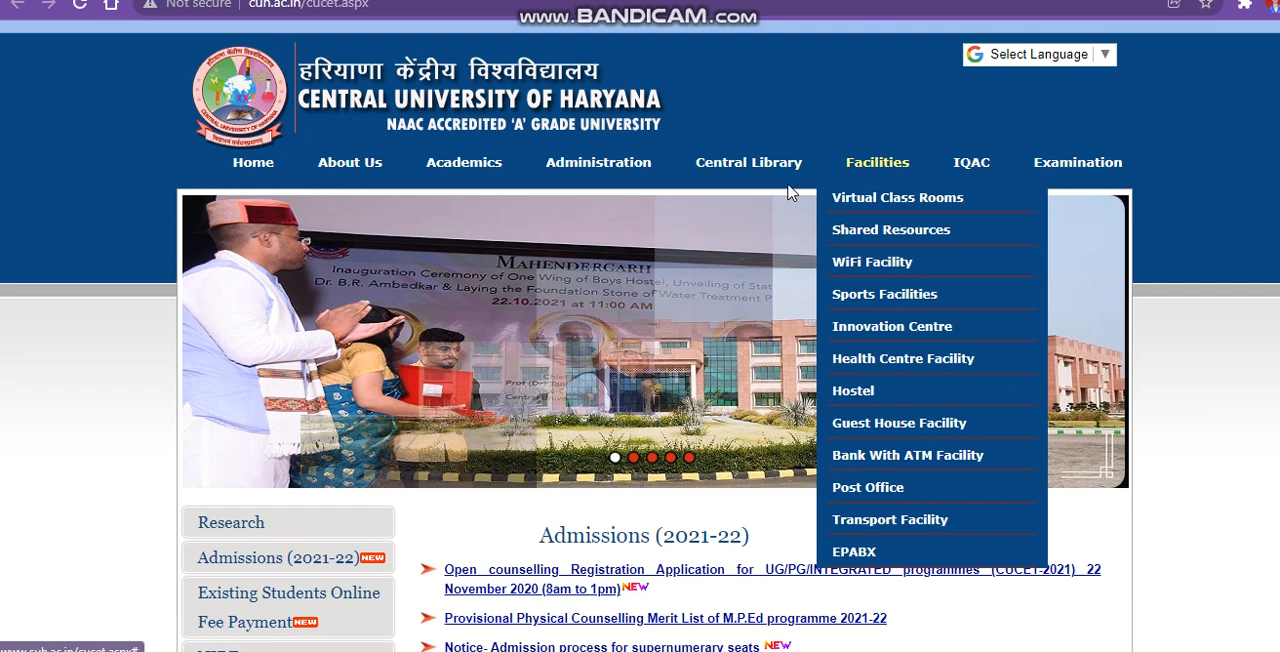 Not secure
cuh.ac.in/cucet.aspx
www.BANDICAM.com
Select Language ▼
हरियाणा केंद्रीय विश्वविद्यालय
CENTRAL UNIVERSITY OF HARYANA
NAAC ACCREDITED 'A' GRADE UNIVERSITY
Home About Us Academics Administration Central Library Facilities IQAC Examination
Virtual Class Rooms
Shared Resources
WiFi Facility
Sports Facilities
Innovation Centre
Health Centre Facility
Hostel
Guest House Facility
Bank With ATM Facility
Post Office
Transport Facility
EPABX
MAHENDERGARH
Inauguration Ceremony of One Wing of Boys Hostel, Unveiling of
Dr. B.R. Ambedkar & Laying the Foundation Stone of Water Treatment
22.10.2021 at 11:00 AM
Research
Admissions (2021-22) NEW
Existing Students Online
Fee Payment NEW
Admissions (2021-22)
Open counselling Registration Application for UG/PG/INTEGRATED programmes (CUCET-2021) 22
November 2020 (8am to 1pm) NEW
Provisional Physical Counselling Merit List of M.P.Ed programme 2021-22
Notice- Admission process for supernumerary seats NEW
www.cuh.ac.in/cucet.aspx#